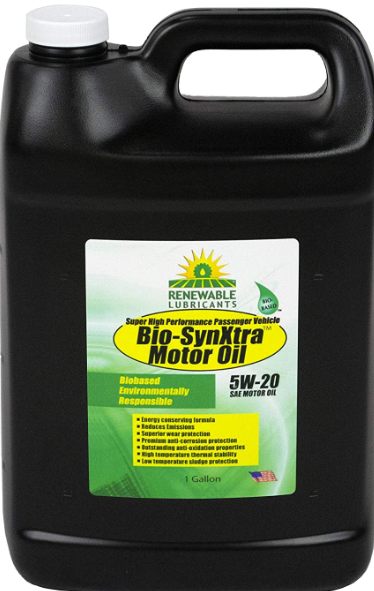 RENEWABLE
LUBRICANTS
BIO-
BASED
™
Super High Performance Passenger Vehicle
Bio-SynXtra™
Motor Oil
Biobased
Environmentally
Responsible
5W-20
SAE MOTOR OIL
▪ Energy conserving formula
▪ Reduces Emissions
▪ Superior wear protection
▪ Premium anti-corrosion protection
▪ Outstanding anti-oxidation properties
▪ High temperature thermal stability
▪ Low temperature sludge protection
1 Gallon